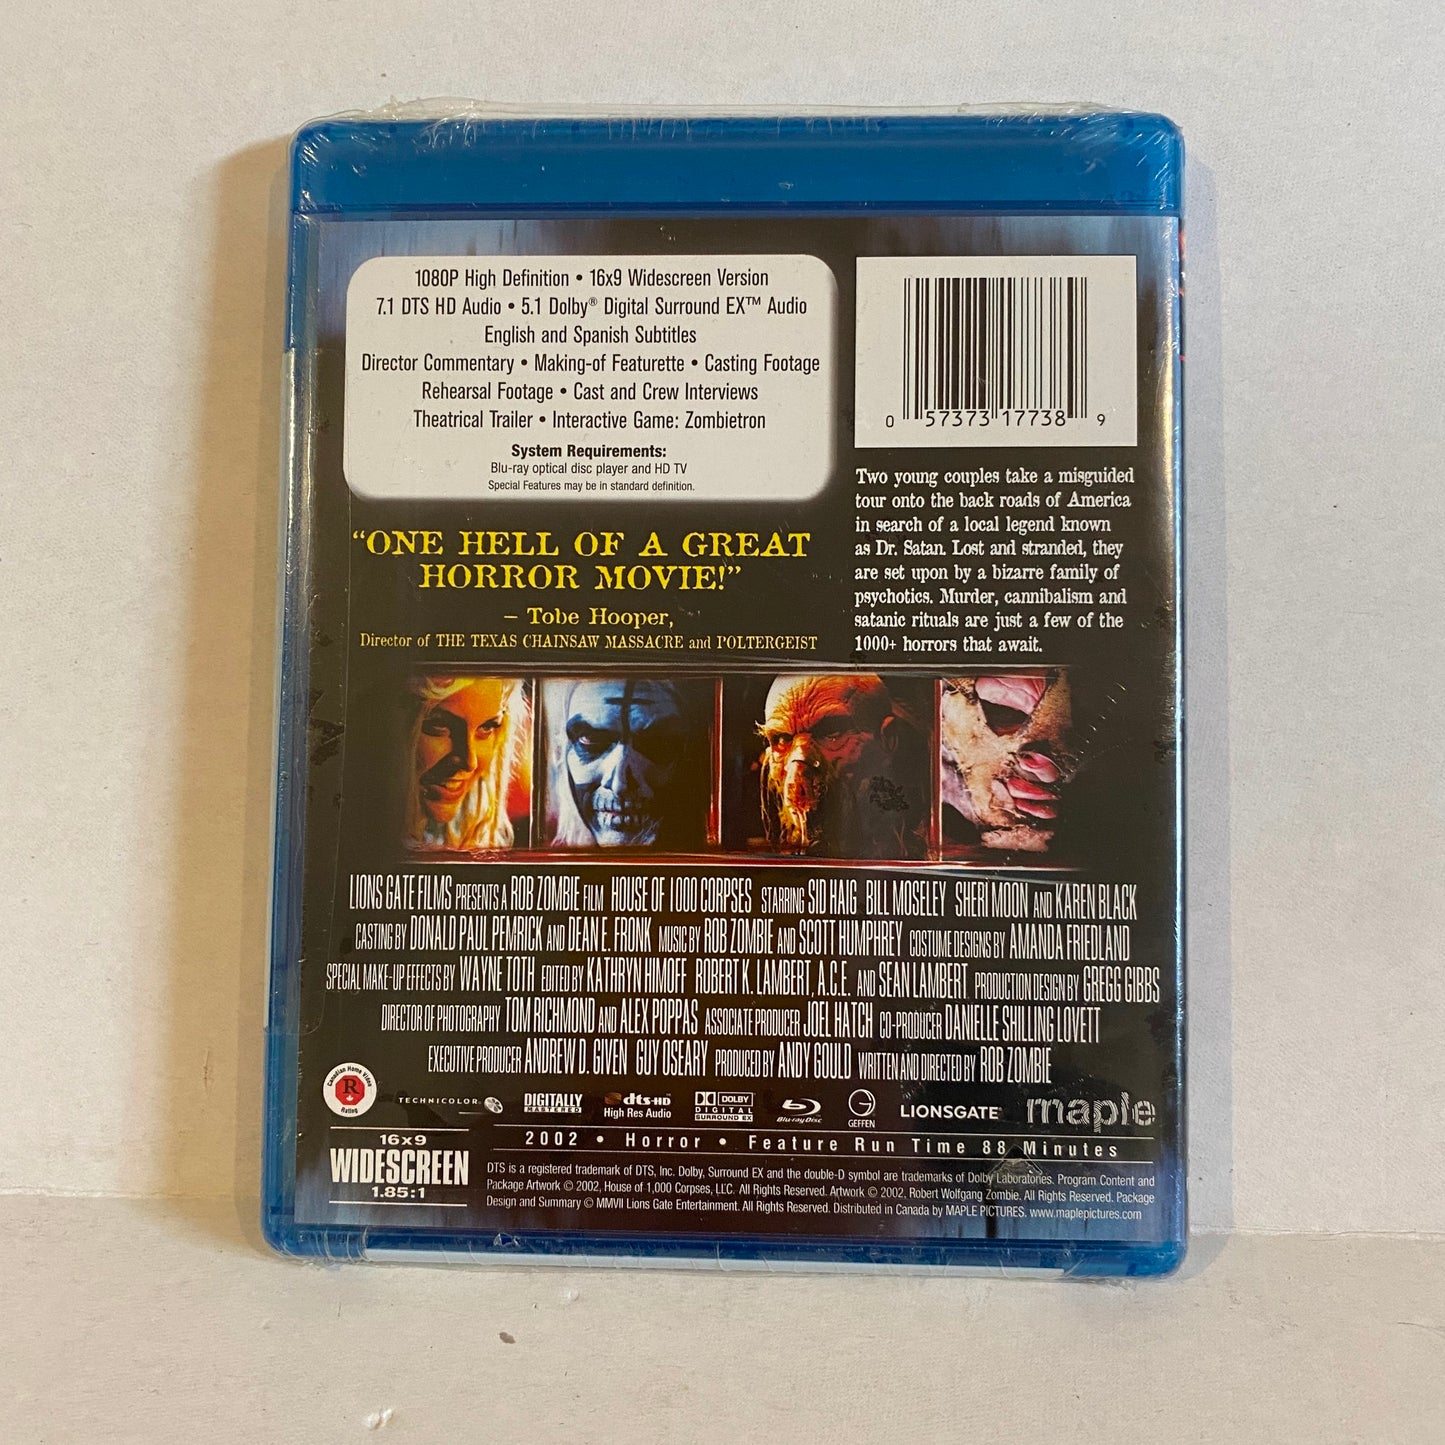 1080P High Definition • 16x9 Widescreen Version
7.1 DTS HD Audio • 5.1 Dolby® Digital Surround EX™ Audio
English and Spanish Subtitles
Director Commentary • Making-of Featurette • Casting Footage
Rehearsal Footage • Cast and Crew Interviews
Theatrical Trailer • Interactive Game: Zombietron
System Requirements:
Blu-ray optical disc player and HD TV
Special Features may be in standard definition.
0 57373 17738 9
Two young couples take a misguided
tour onto the back roads of America
in search of a local legend known
as Dr. Satan. Lost and stranded, they
are set upon by a bizarre family of
psychotics. Murder, cannibalism and
satanic rituals are just a few of the
1000+ horrors that await.
“ONE HELL OF A GREAT
HORROR MOVIE!”
– Tobe Hooper,
Director of THE TEXAS CHAINSAW MASSACRE and POLTERGEIST
LIONS GATE FILMS PRESENTS A ROB ZOMBIE FILM HOUSE OF 1000 CORPSES STARRING SID HAIG BILL MOSELEY SHERI MOON AND KAREN BLACK
CASTING BY DONALD PAUL PEMRICK AND DEAN E. FRONK MUSIC BY ROB ZOMBIE AND SCOTT HUMPHREY COSTUME DESIGNS BY AMANDA FRIEDLAND
SPECIAL MAKE-UP EFFECTS BY WAYNE TOTH EDITED BY KATHRYN HIMOFF ROBERT K. LAMBERT, A.C.E. AND SEAN LAMBERT PRODUCTION DESIGN BY GREGG GIBBS
DIRECTOR OF PHOTOGRAPHY TOM RICHMOND AND ALEX POPPAS ASSOCIATE PRODUCER JOEL HATCH CO-PRODUCER DANIELLE SHILLING LOVETT
EXECUTIVE PRODUCER ANDREW D. GIVEN GUY OSEARY PRODUCED BY ANDY GOULD WRITTEN AND DIRECTED BY ROB ZOMBIE
Canadian Home Video
R
Rating
TECHNICOLOR
DIGITALLY
MASTERED
dts-HD
High Res Audio
DOLBY
DIGITAL
SURROUND EX
Blu-ray Disc
GEFFEN
LIONSGATE®
maple
16x9
WIDESCREEN
1.85:1
2002 • Horror • Feature Run Time 88 Minutes
DTS is a registered trademark of DTS, Inc. Dolby, Surround EX and the double-D symbol are trademarks of Dolby Laboratories. Program Content and
Package Artwork © 2002, House of 1,000 Corpses, LLC. All Rights Reserved. Artwork © 2002, Robert Wolfgang Zombie. All Rights Reserved. Package
Design and Summary © MMVII Lions Gate Entertainment. All Rights Reserved. Distributed in Canada by MAPLE PICTURES. www.maplepictures.com